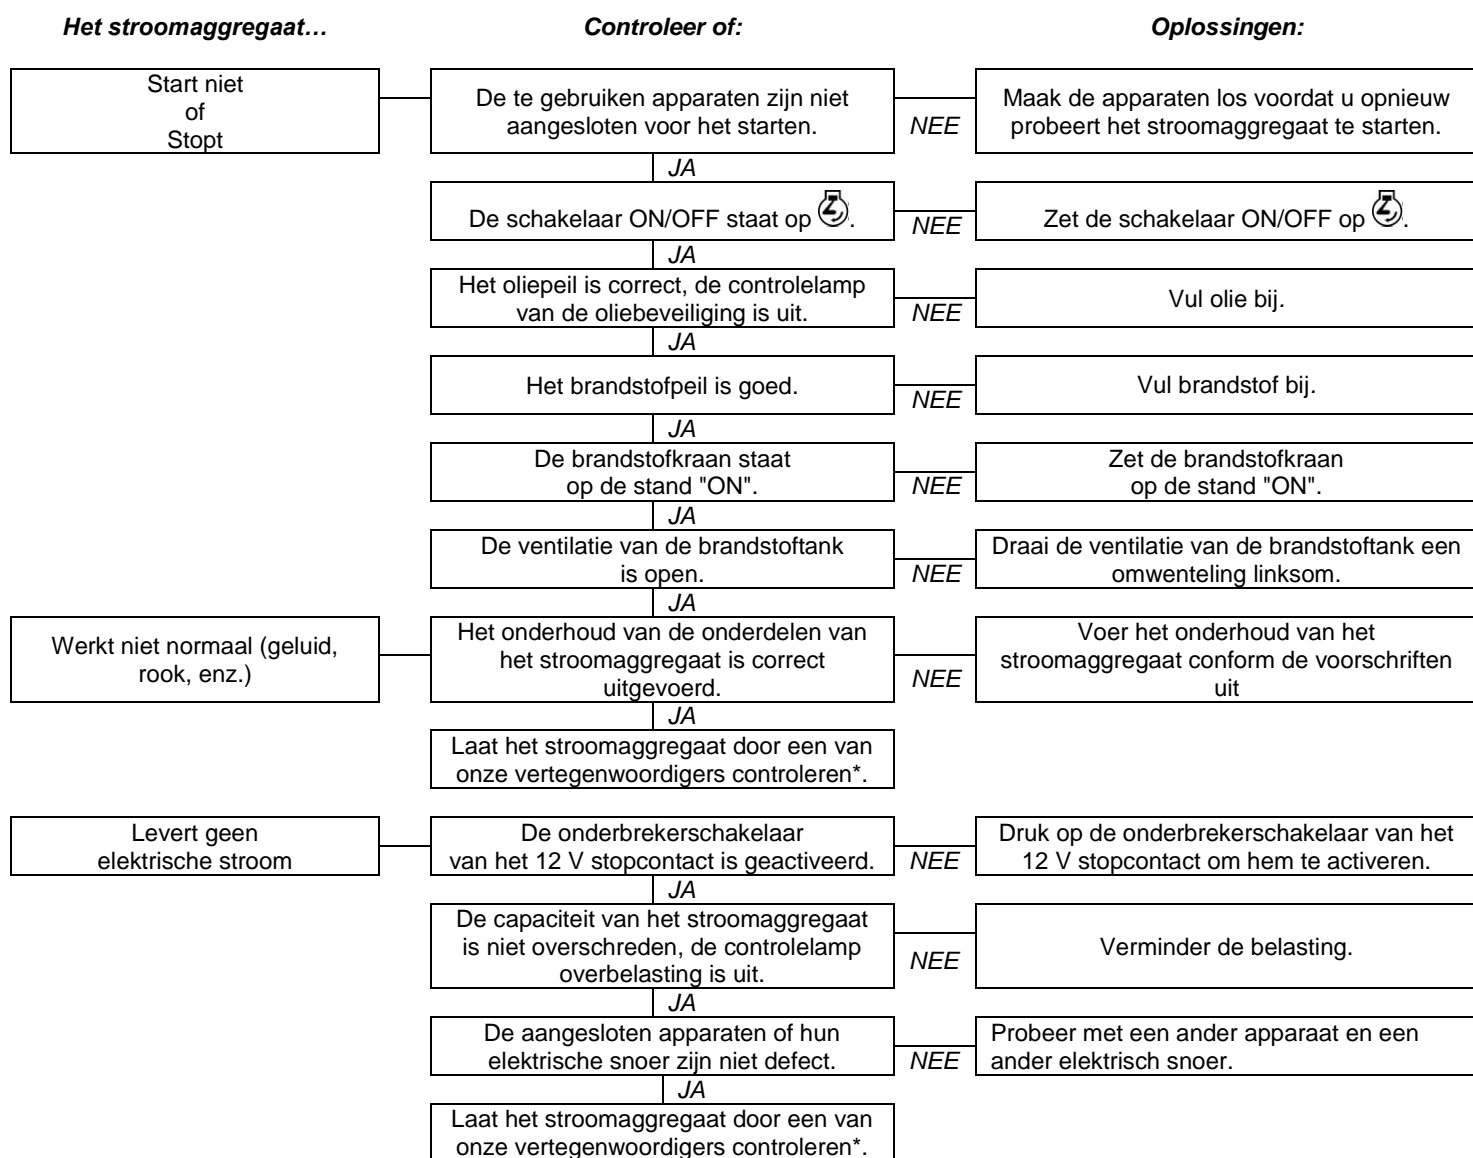 Het stroomaggregaat…
Controleer of:
Oplossingen:
Start niet
of
Stopt
De te gebruiken apparaten zijn niet
aangesloten voor het starten.
NEE
Maak de apparaten los voordat u opnieuw
probeert het stroomaggregaat te starten.
JA
De schakelaar ON/OFF staat op .
NEE
Zet de schakelaar ON/OFF op .
JA
Het oliepeil is correct, de controlelamp
van de oliebeveiliging is uit.
NEE
Vul olie bij.
JA
Het brandstofpeil is goed.
NEE
Vul brandstof bij.
JA
De brandstofkraan staat
op de stand "ON".
NEE
Zet de brandstofkraan
op de stand "ON".
JA
De ventilatie van de brandstoftank
is open.
NEE
Draai de ventilatie van de brandstoftank een
omwenteling linksom.
JA
Werkt niet normaal (geluid,
rook, enz.)
Het onderhoud van de onderdelen van
het stroomaggregaat is correct
uitgevoerd.
NEE
Voer het onderhoud van het
stroomaggregaat conform de voorschriften
uit
JA
Laat het stroomaggregaat door een van
onze vertegenwoordigers controleren*.
Levert geen
elektrische stroom
De onderbrekerschakelaar
van het 12 V stopcontact is geactiveerd.
NEE
Druk op de onderbrekerschakelaar van het
12 V stopcontact om hem te activeren.
JA
De capaciteit van het stroomaggregaat
is niet overschreden, de controlelamp
overbelasting is uit.
NEE
Verminder de belasting.
JA
De aangesloten apparaten of hun
elektrische snoer zijn niet defect.
NEE
Probeer met een ander apparaat en een
ander elektrisch snoer.
JA
Laat het stroomaggregaat door een van
onze vertegenwoordigers controleren*.